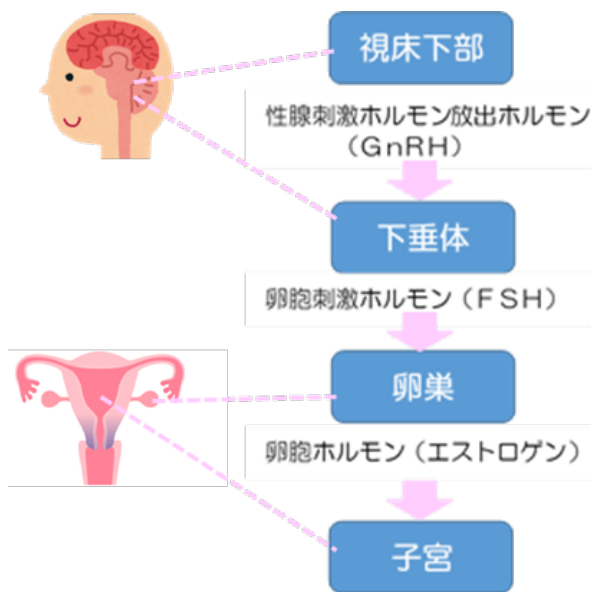 視床下部
性腺刺激ホルモン放出ホルモン
（ＧｎＲＨ）
下垂体
卵胞刺激ホルモン（ＦＳＨ）
卵巣
卵胞ホルモン（エストロゲン）
子宮